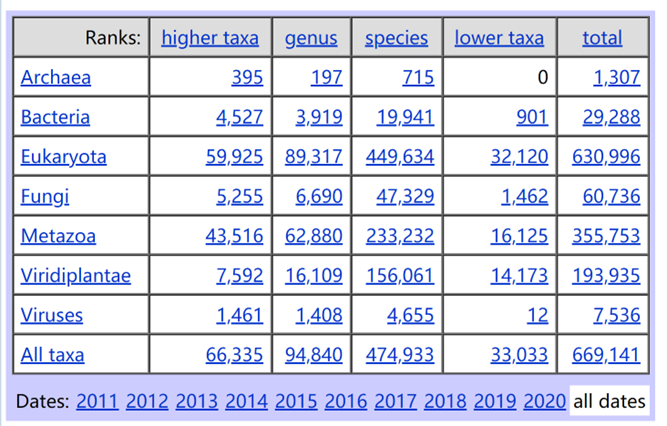 Ranks: higher taxa genus species lower taxa total
Archaea 395 197 715 0 1,307
Bacteria 4,527 3,919 19,941 901 29,288
Eukaryota 59,925 89,317 449,634 32,120 630,996
Fungi 5,255 6,690 47,329 1,462 60,736
Metazoa 43,516 62,880 233,232 16,125 355,753
Viridiplantae 7,592 16,109 156,061 14,173 193,935
Viruses 1,461 1,408 4,655 12 7,536
All taxa 66,335 94,840 474,933 33,033 669,141
Dates: 2011 2012 2013 2014 2015 2016 2017 2018 2019 2020 all dates